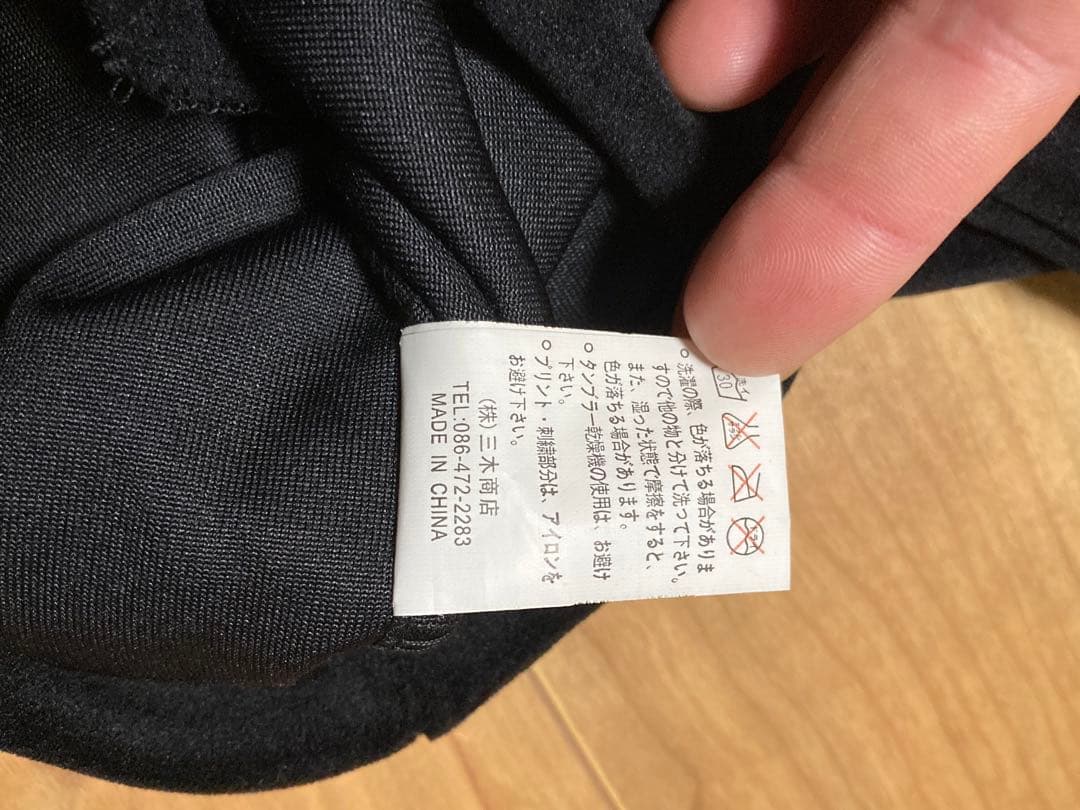 30
○洗濯の際、色が落ちる場合がありま
すので他の物と分けて洗って下さい。
また、湿った状態で摩擦をすると、
色が落ちる場合があります。
○タンブラー乾燥機の使用は、お避け
下さい。
○プリント・刺繍部分は、アイロンを
お避け下さい。
(株)三木商店
TEL:086-472-2283
MADE IN CHINA